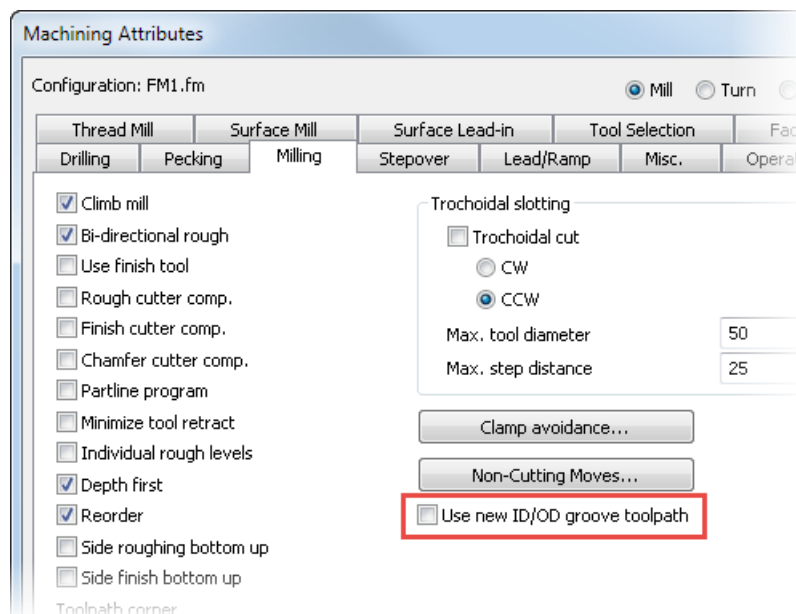 Machining Attributes
Configuration: FM1.fm
Mill Turn
Thread Mill Surface Mill Surface Lead-in Tool Selection
Drilling Pecking Milling Stepover Lead/Ramp Misc.
Climb mill
Bi-directional rough
Use finish tool
Rough cutter comp.
Finish cutter comp.
Chamfer cutter comp.
Partline program
Minimize tool retract
Individual rough levels
Depth first
Reorder
Side roughing bottom up
Side finish bottom up
Toolpath corner
Trochoidal slotting
Trochoidal cut
CW
CCW
Max. tool diameter 50
Max. step distance 25
Clamp avoidance...
Non-Cutting Moves...
Use new ID/OD groove toolpath